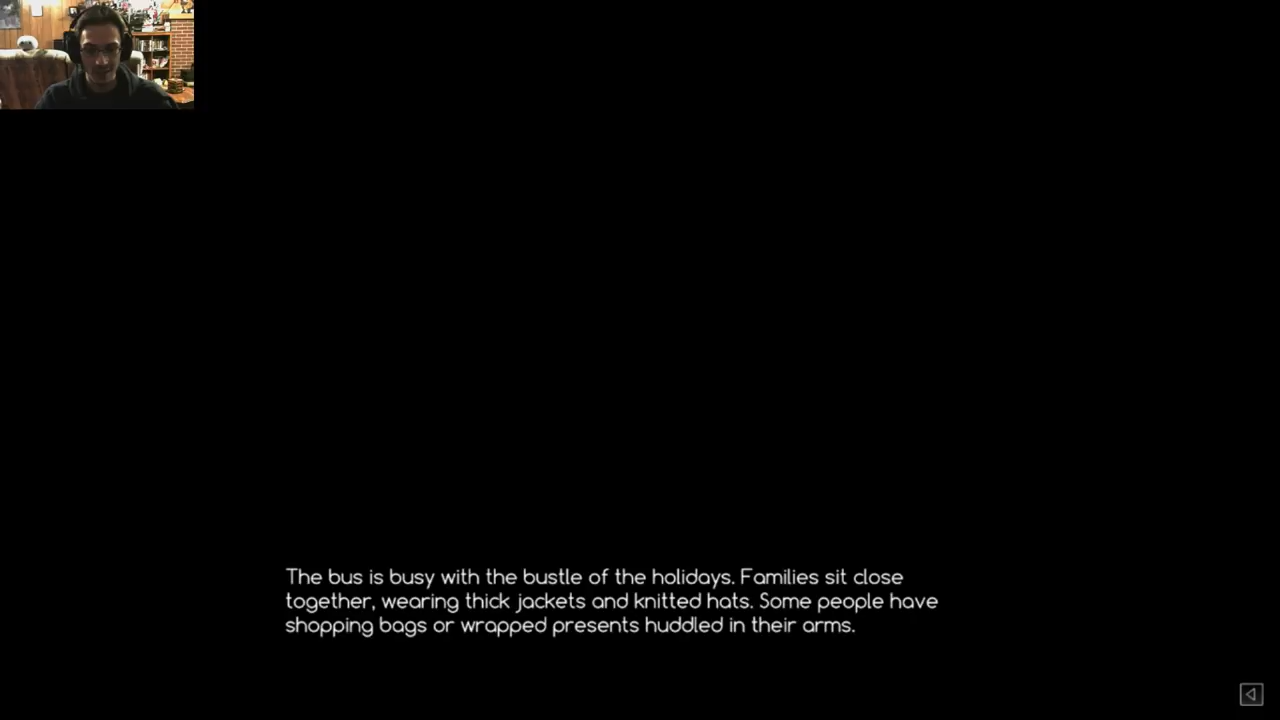 The bus is busy with the bustle of the holidays. Families sit close
together, wearing thick jackets and knitted hats. Some people have
shopping bags or wrapped presents huddled in their arms.